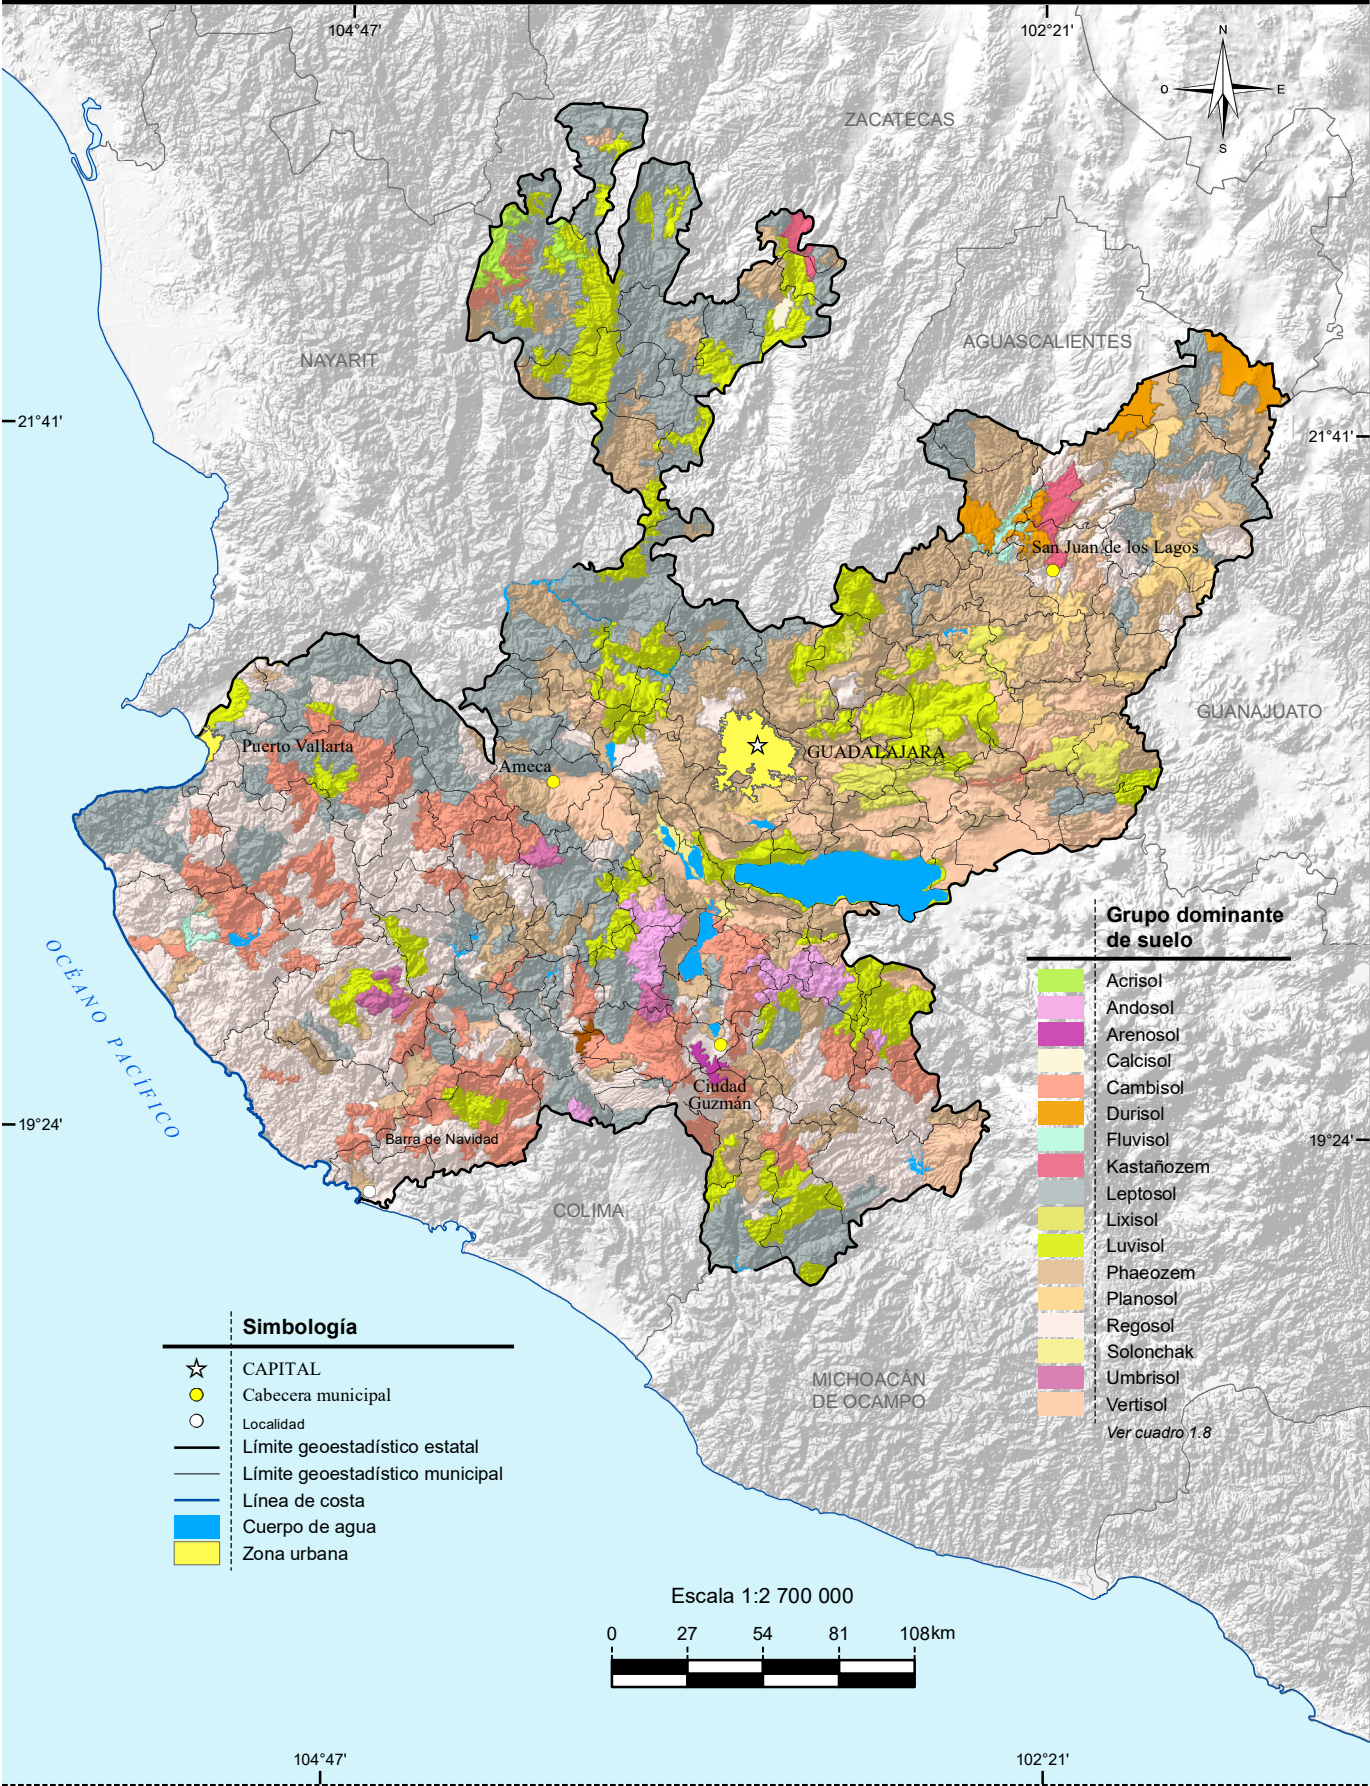 104°47'
102°21'
N
O
E
S
ZACATECAS
NAYARIT
AGUASCALIENTES
21°41'
21°41'
San Juan de los Lagos
GUANAJUATO
Puerto Vallarta
Ameca
GUADALAJARA
OCÉANO PACÍFICO
Ciudad
Guzmán
Barra de Navidad
19°24'
19°24'
COLIMA
MICHOACÁN
DE OCAMPO
Grupo dominante
de suelo
Acrisol
Andosol
Arenosol
Calcisol
Cambisol
Durisol
Fluvisol
Kastañozem
Leptosol
Lixisol
Luvisol
Phaeozem
Planosol
Regosol
Solonchak
Umbrisol
Vertisol
Ver cuadro 1.8
Simbología
CAPITAL
Cabecera municipal
Localidad
Límite geoestadístico estatal
Límite geoestadístico municipal
Línea de costa
Cuerpo de agua
Zona urbana
Escala 1:2 700 000
0 27 54 81 108km
104°47'
102°21'